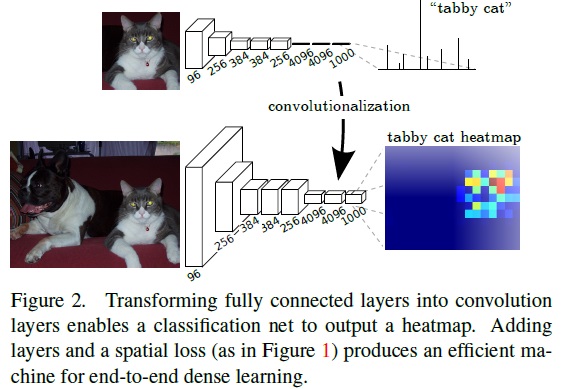 “tabby cat”
96
256
384
384
256
4096
4096
1000
convolutionalization
tabby cat heatmap
96
256
384
384
256
4096
4096
1000
Figure 2. Transforming fully connected layers into convolution
layers enables a classification net to output a heatmap. Adding
layers and a spatial loss (as in Figure 1) produces an efficient ma-
chine for end-to-end dense learning.